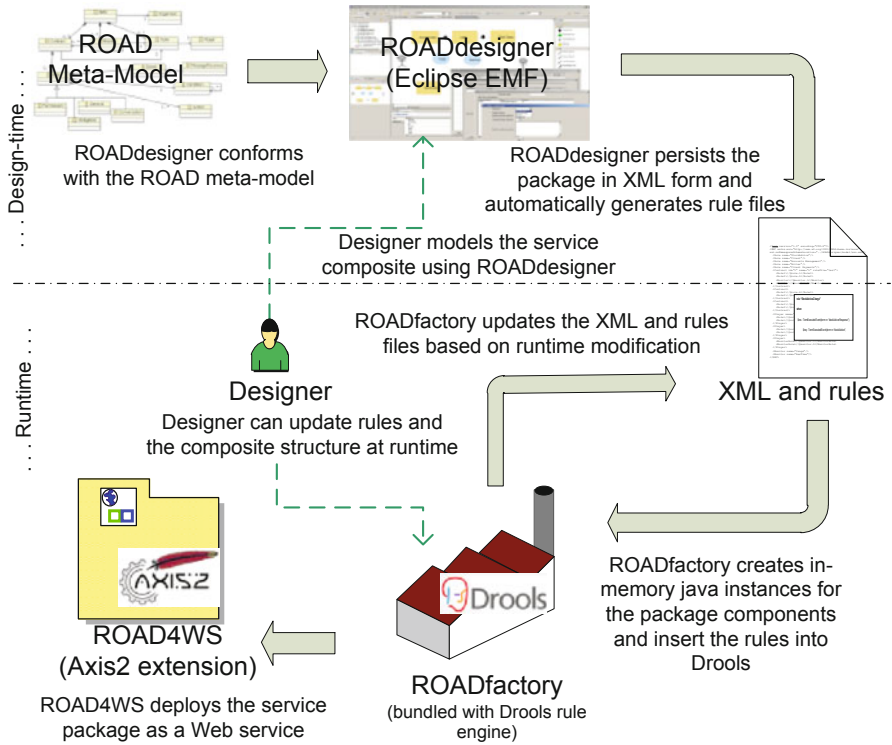 ROAD
Meta-Model
ROADdesigner
(Eclipse EMF)
. . . . Design-time . . . .
ROADdesigner conforms
with the ROAD meta-model
ROADdesigner persists the
package in XML form and
automatically generates rule files
Designer models the service
composite using ROADdesigner
ROADfactory updates the XML and rules
files based on runtime modification
XML and rules
. . . . Runtime . . . .
Designer
Designer can update rules and
the composite structure at runtime
AXIS2
Drools
ROADfactory creates in-
memory java instances for
the package components
and insert the rules into
Drools
ROAD4WS
(Axis2 extension)
ROAD4WS deploys the service
package as a Web service
ROADfactory
(bundled with Drools rule
engine)